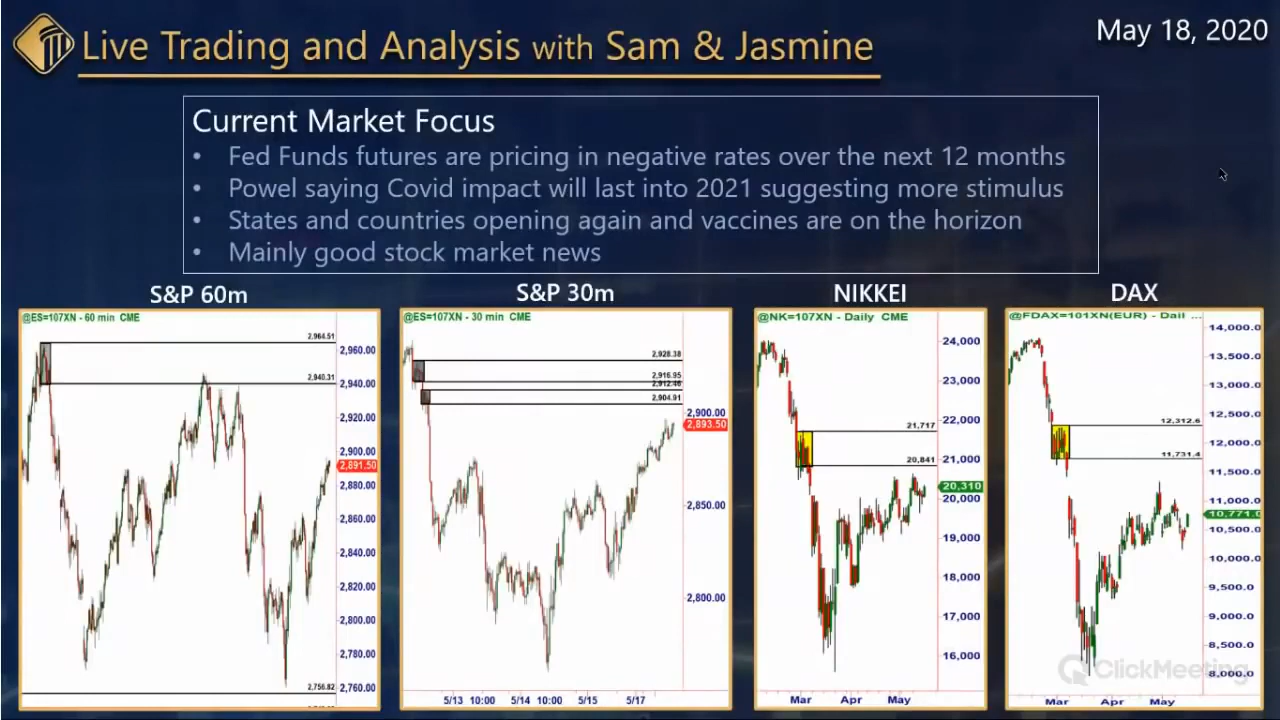 Live Trading and Analysis with Sam & Jasmine
May 18, 2020
Current Market Focus
• Fed Funds futures are pricing in negative rates over the next 12 months
• Powel saying Covid impact will last into 2021 suggesting more stimulus
• States and countries opening again and vaccines are on the horizon
• Mainly good stock market news
S&P 60m
@ES=107XN - 60 min CME
2,964.51
2,960.00
2,940.31
2,940.00
2,920.00
2,900.00
2,891.50
2,880.00
2,860.00
2,840.00
2,820.00
2,800.00
2,780.00
2,756.82
2,760.00
S&P 30m
@ES=107XN - 30 min CME
2,928.38
2,916.95
2,912.46
2,904.91
2,900.00
2,893.50
2,850.00
2,800.00
5/13 10:00 5/14 10:00 5/15 5/17
NIKKEI
@NK=107XN - Daily CME
24,000
23,000
22,000
21,717
21,000
20,841
20,310
20,000
19,000
18,000
17,000
16,000
Mar Apr May
DAX
@FDAX=101XN(EUR) - Dail ...
14,000.0
13,500.0
13,000.0
12,500.0
12,312.6
12,000.0
11,731.4
11,500.0
11,000.0
10,771.0
10,500.0
10,000.0
9,500.0
9,000.0
8,500.0
8,000.0
Mar Apr May
ClickMeeting